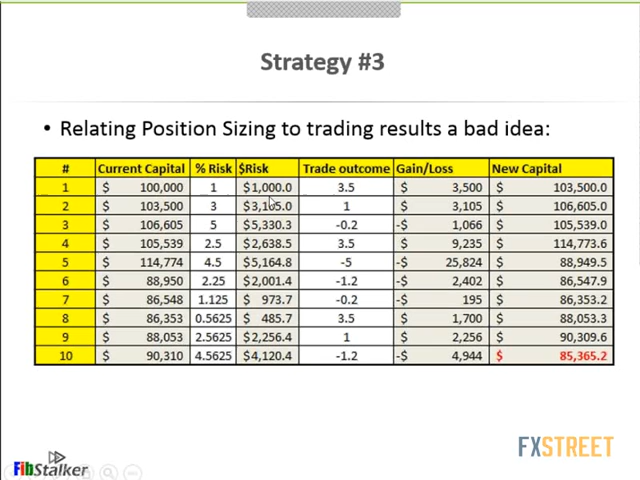 Strategy #3
• Relating Position Sizing to trading results a bad idea:
# Current Capital % Risk $Risk Trade outcome Gain/Loss New Capital
1 $ 100,000 1 $1,000.0 3.5 $ 3,500 $ 103,500.0
2 $ 103,500 3 $3,105.0 1 $ 3,105 $ 106,605.0
3 $ 106,605 5 $5,330.3 -0.2 -$ 1,066 $ 105,539.0
4 $ 105,539 2.5 $2,638.5 3.5 $ 9,235 $ 114,773.6
5 $ 114,774 4.5 $5,164.8 -5 -$ 25,824 $ 88,949.5
6 $ 88,950 2.25 $2,001.4 -1.2 -$ 2,402 $ 86,547.9
7 $ 86,548 1.125 $ 973.7 -0.2 -$ 195 $ 86,353.2
8 $ 86,353 0.5625 $ 485.7 3.5 $ 1,700 $ 88,053.3
9 $ 88,053 2.5625 $2,256.4 1 $ 2,256 $ 90,309.6
10 $ 90,310 4.5625 $4,120.4 -1.2 -$ 4,944 $ 85,365.2
FXSTREET
FibStalker